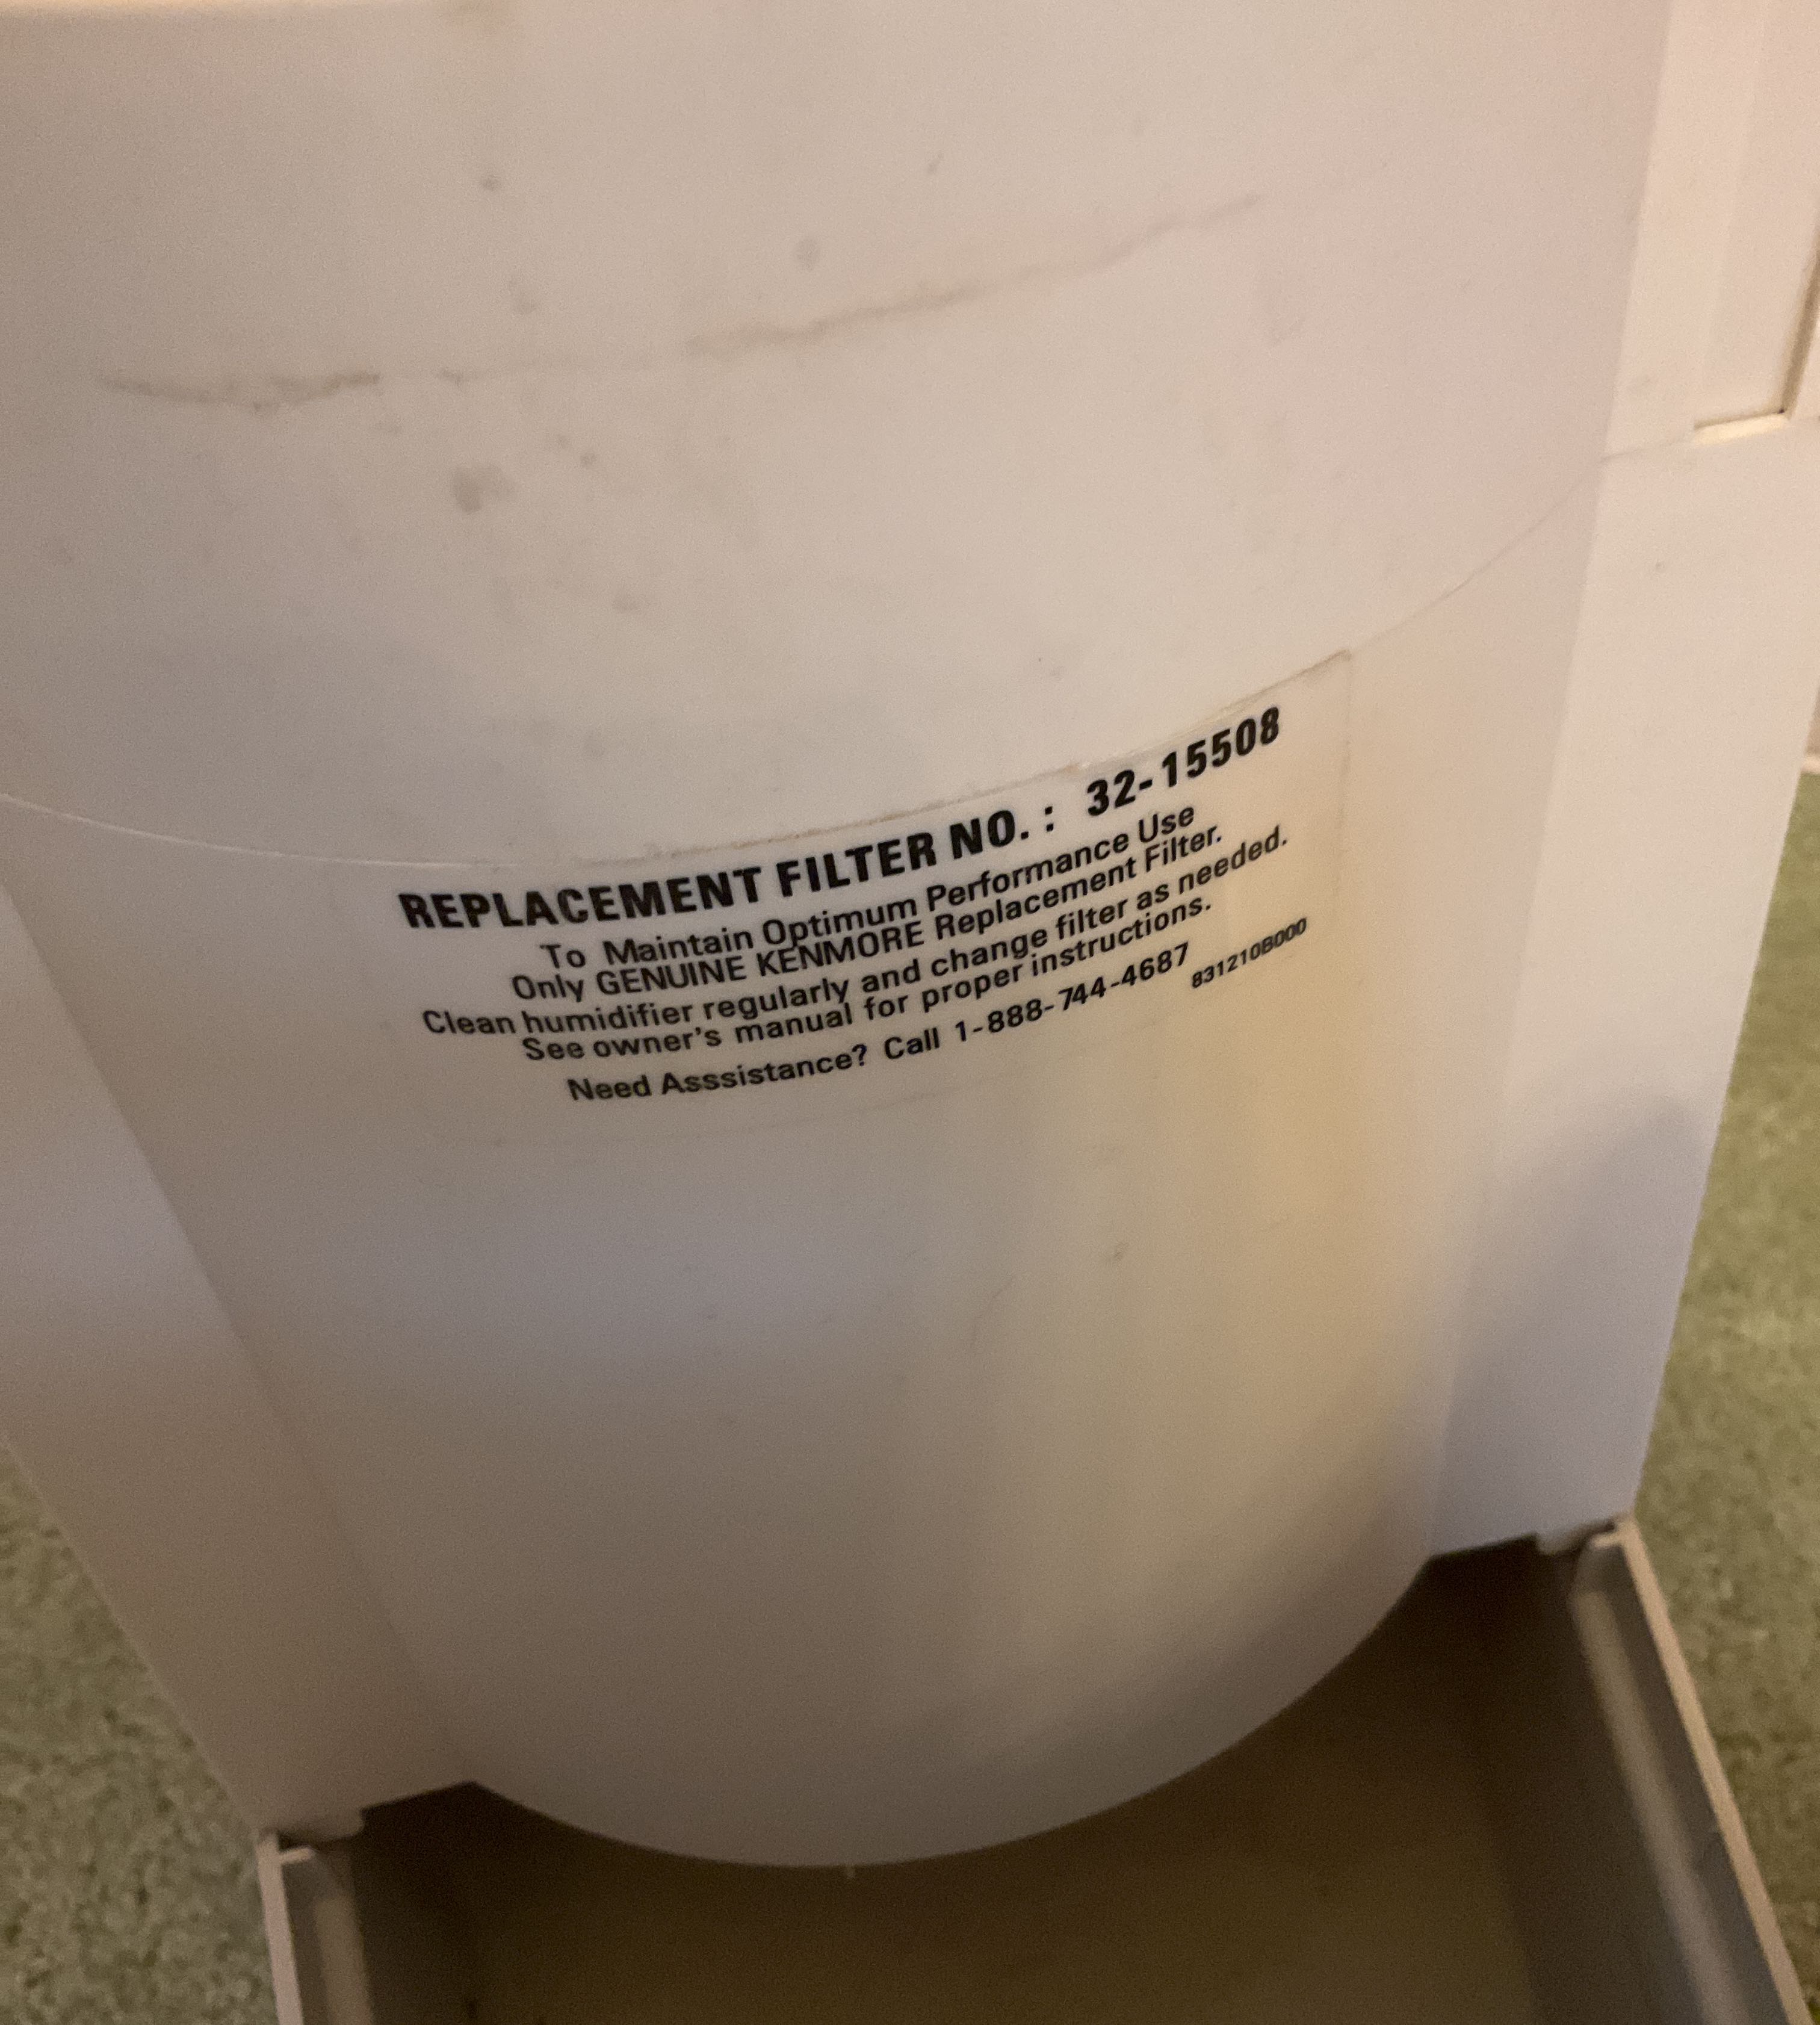 REPLACEMENT FILTER NO. : 32-15508
To Maintain Optimum Performance Use
Only GENUINE KENMORE Replacement Filter.
Clean humidifier regularly and change filter as needed.
See owner's manual for proper instructions.
Need Asssistance? Call 1-888-744-4687
831210B000